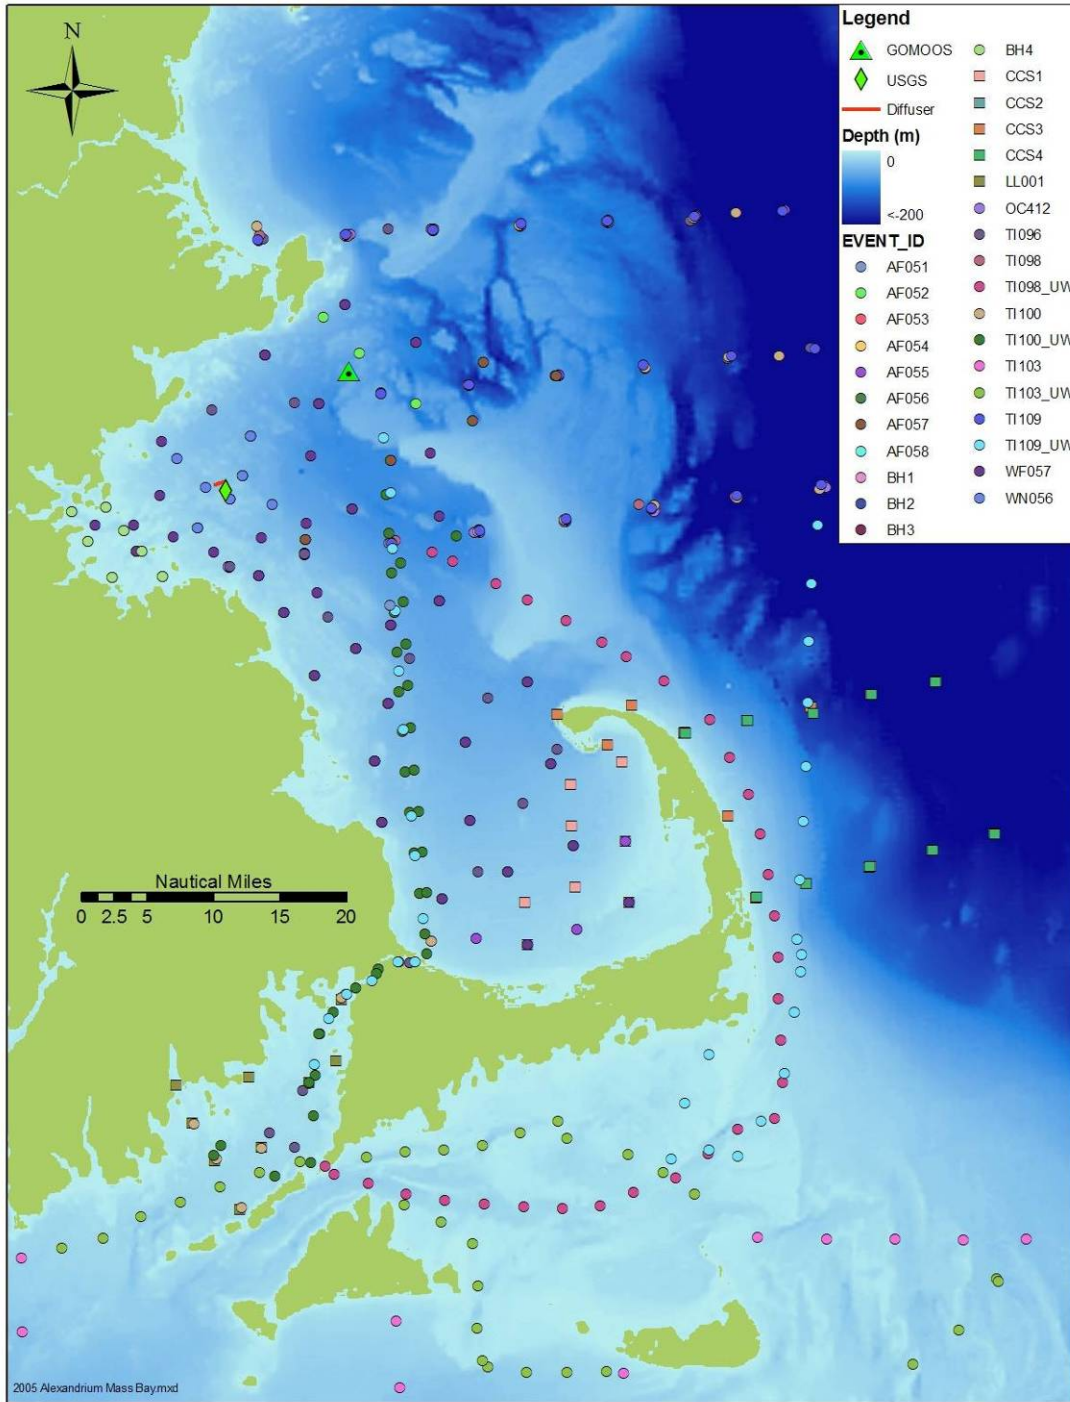 N
Legend
GOMOOS
USGS
Diffuser
Depth (m)
0
<-200
EVENT_ID
AF051
AF052
AF053
AF054
AF055
AF056
AF057
AF058
BH1
BH2
BH3
BH4
CCS1
CCS2
CCS3
CCS4
LL001
OC412
TI096
TI098
TI098_UW
TI100
TI100_UW
TI103
TI103_UW
TI109
TI109_UW
WF057
WN056
Nautical Miles
0 2.5 5 10 15 20
2005 Alexandrium Mass Bay.mxd